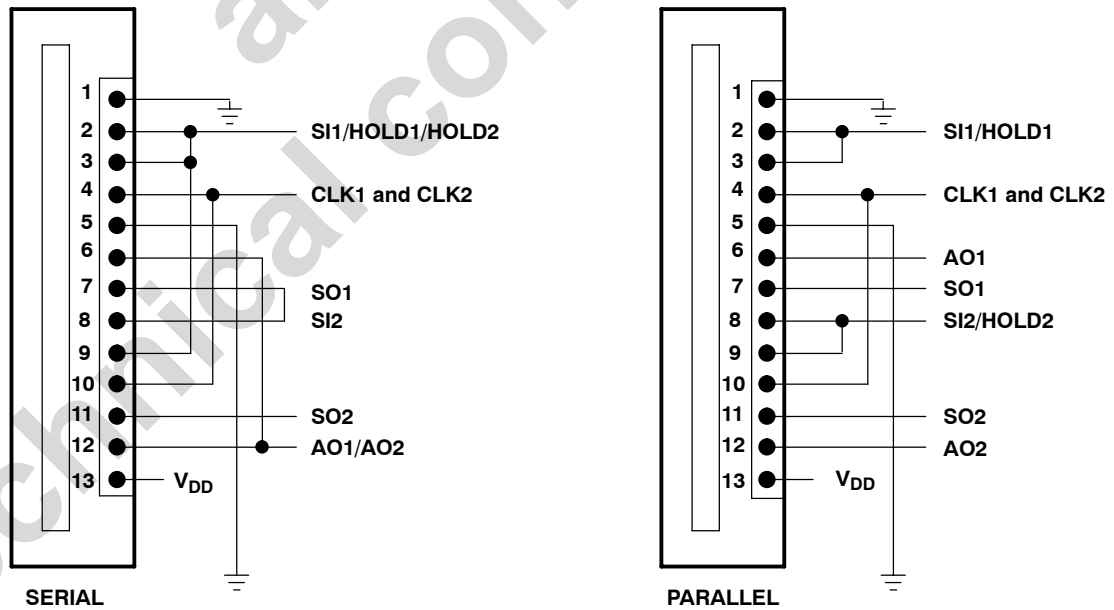 1
2 SI1/HOLD1/HOLD2
3
4 CLK1 and CLK2
5
6
7 SO1
8 SI2
9
10
11 SO2
12 AO1/AO2
13 VDD
SERIAL
1
2 SI1/HOLD1
3
4 CLK1 and CLK2
5
6 AO1
7 SO1
8 SI2/HOLD2
9
10
11 SO2
12 AO2
13 VDD
PARALLEL